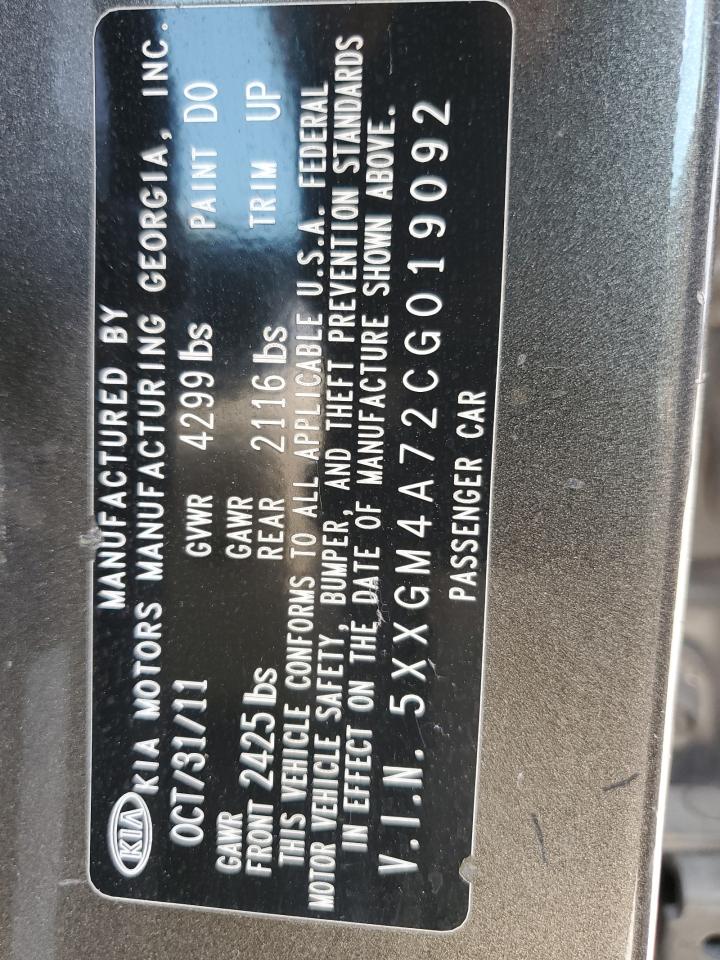 MANUFACTURED BY
KIA KIA MOTORS MANUFACTURING GEORGIA, INC.
OCT/31/11 GVWR 4299 lbs PAINT DO
GAWR FRONT 2425 lbs GAWR REAR 2116 lbs TRIM UP
THIS VEHICLE CONFORMS TO ALL APPLICABLE U.S.A. FEDERAL
MOTOR VEHICLE SAFETY, BUMPER, AND THEFT PREVENTION STANDARDS
IN EFFECT ON THE DATE OF MANUFACTURE SHOWN ABOVE.
V.I.N. 5XXGM4A72CG019092
PASSENGER CAR